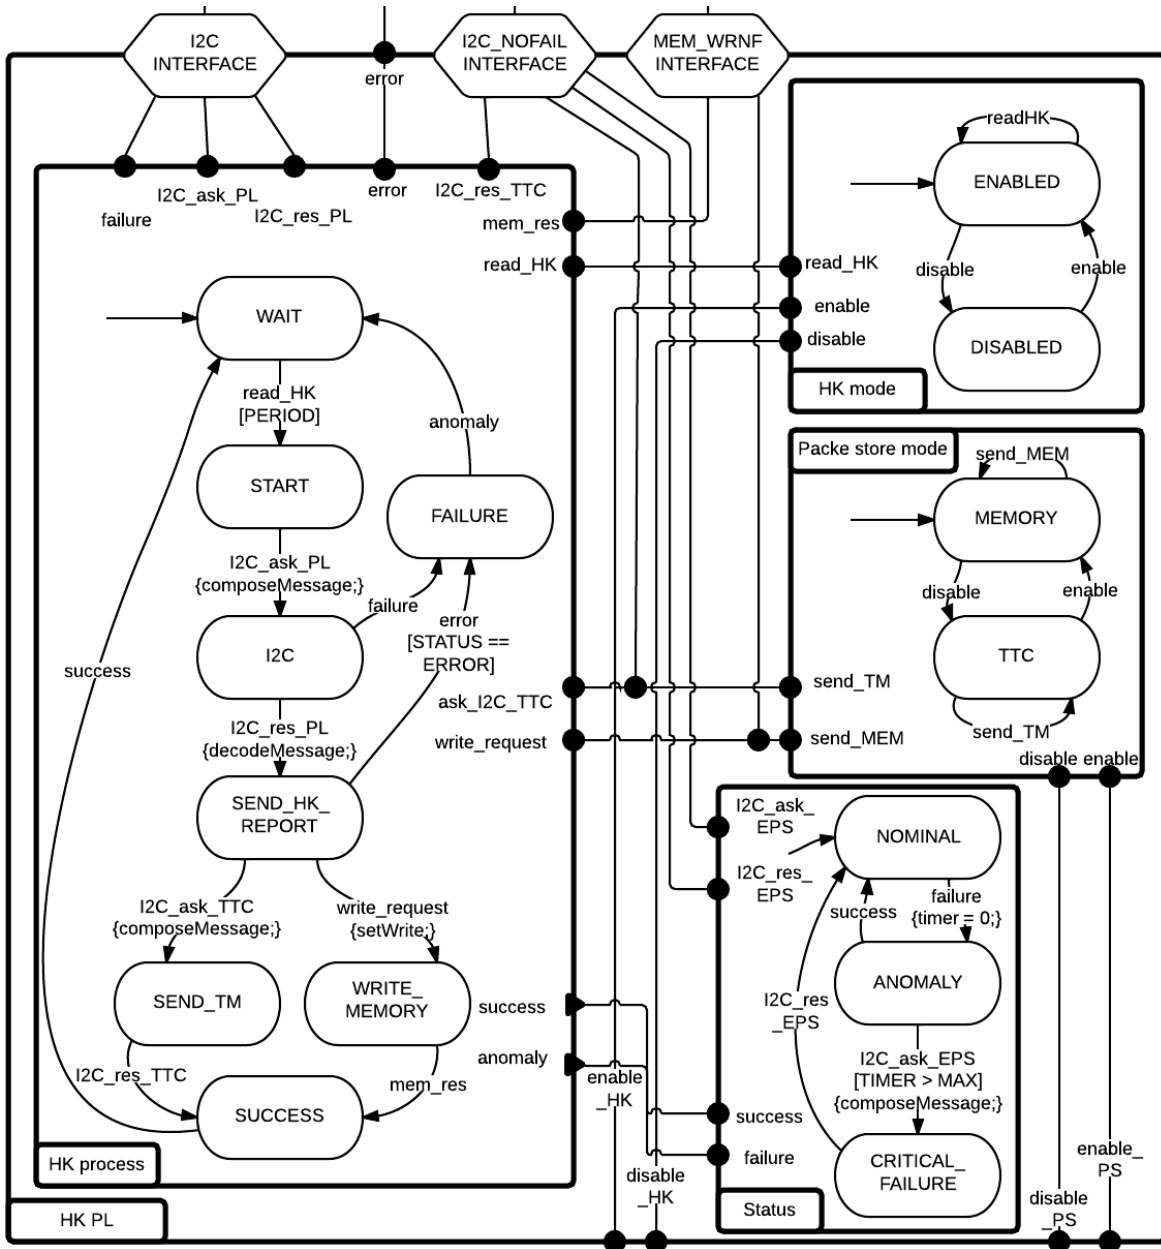 I2C
INTERFACE
error
I2C_NOFAIL
INTERFACE
MEM_WRNF
INTERFACE
failure
I2C_ask_PL
I2C_res_PL
error
I2C_res_TTC
mem_res
read_HK
WAIT
read_HK
[PERIOD]
anomaly
START
FAILURE
I2C_ask_PL
{composeMessage;}
failure
error
[STATUS ==
ERROR]
I2C
success
I2C_res_PL
{decodeMessage;}
ask_I2C_TTC
write_request
SEND_HK_
REPORT
I2C_ask_TTC
{composeMessage;}
write_request
{setWrite;}
SEND_TM
WRITE_
MEMORY
success
anomaly
I2C_res_TTC
mem_res
SUCCESS
HK process
HK PL
enable
_HK
disable
_HK
readHK
ENABLED
read_HK
disable
enable
enable
disable
DISABLED
HK mode
Packe store mode
send_MEM
MEMORY
disable
enable
TTC
send_TM
send_TM
send_MEM
disable
enable
I2C_ask_
EPS
NOMINAL
I2C_res_
EPS
success
failure
{timer = 0;}
ANOMALY
I2C_res
_EPS
I2C_ask_EPS
[TIMER > MAX]
{composeMessage;}
success
failure
CRITICAL_
FAILURE
Status
disable
_PS
enable_
PS